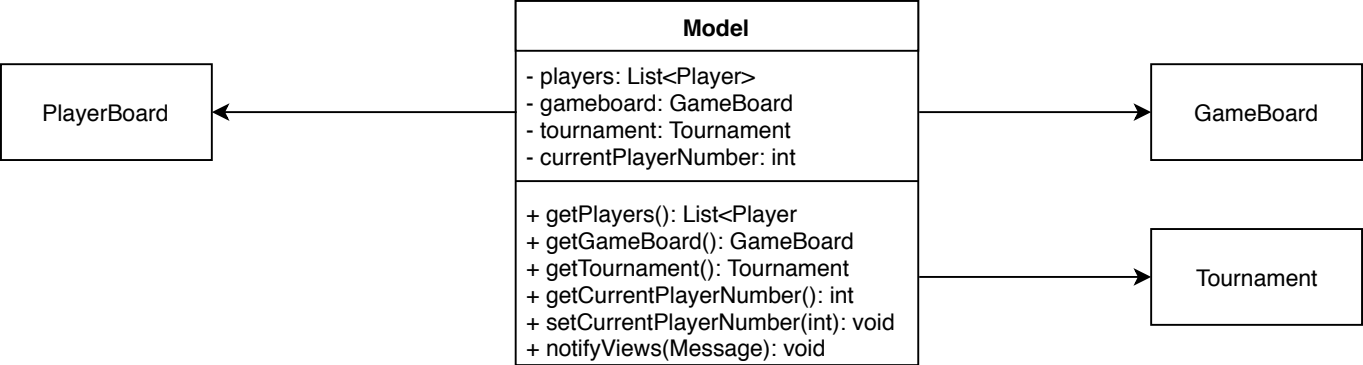 Model
- players: List<Player>
- gameboard: GameBoard
- tournament: Tournament
- currentPlayerNumber: int
+ getPlayers(): List<Player
+ getGameBoard(): GameBoard
+ getTournament(): Tournament
+ getCurrentPlayerNumber(): int
+ setCurrentPlayerNumber(int): void
+ notifyViews(Message): void
PlayerBoard
GameBoard
Tournament